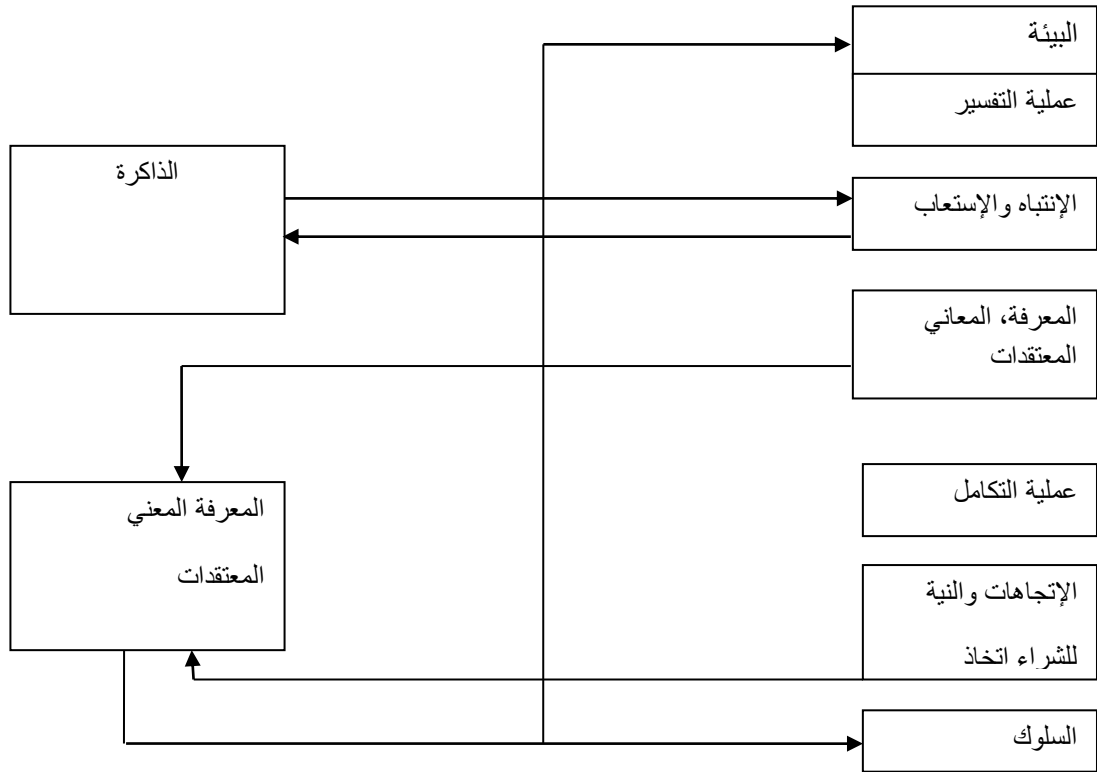 البيئة
عملية التفسير
الذاكرة
الإنتباه والإستعاب
المعرفة، المعاني
المعتقدات
عملية التكامل
المعرفة المعني
المعتقدات
الإتجاهات والنية
للشراء اتخاذ
السلوك